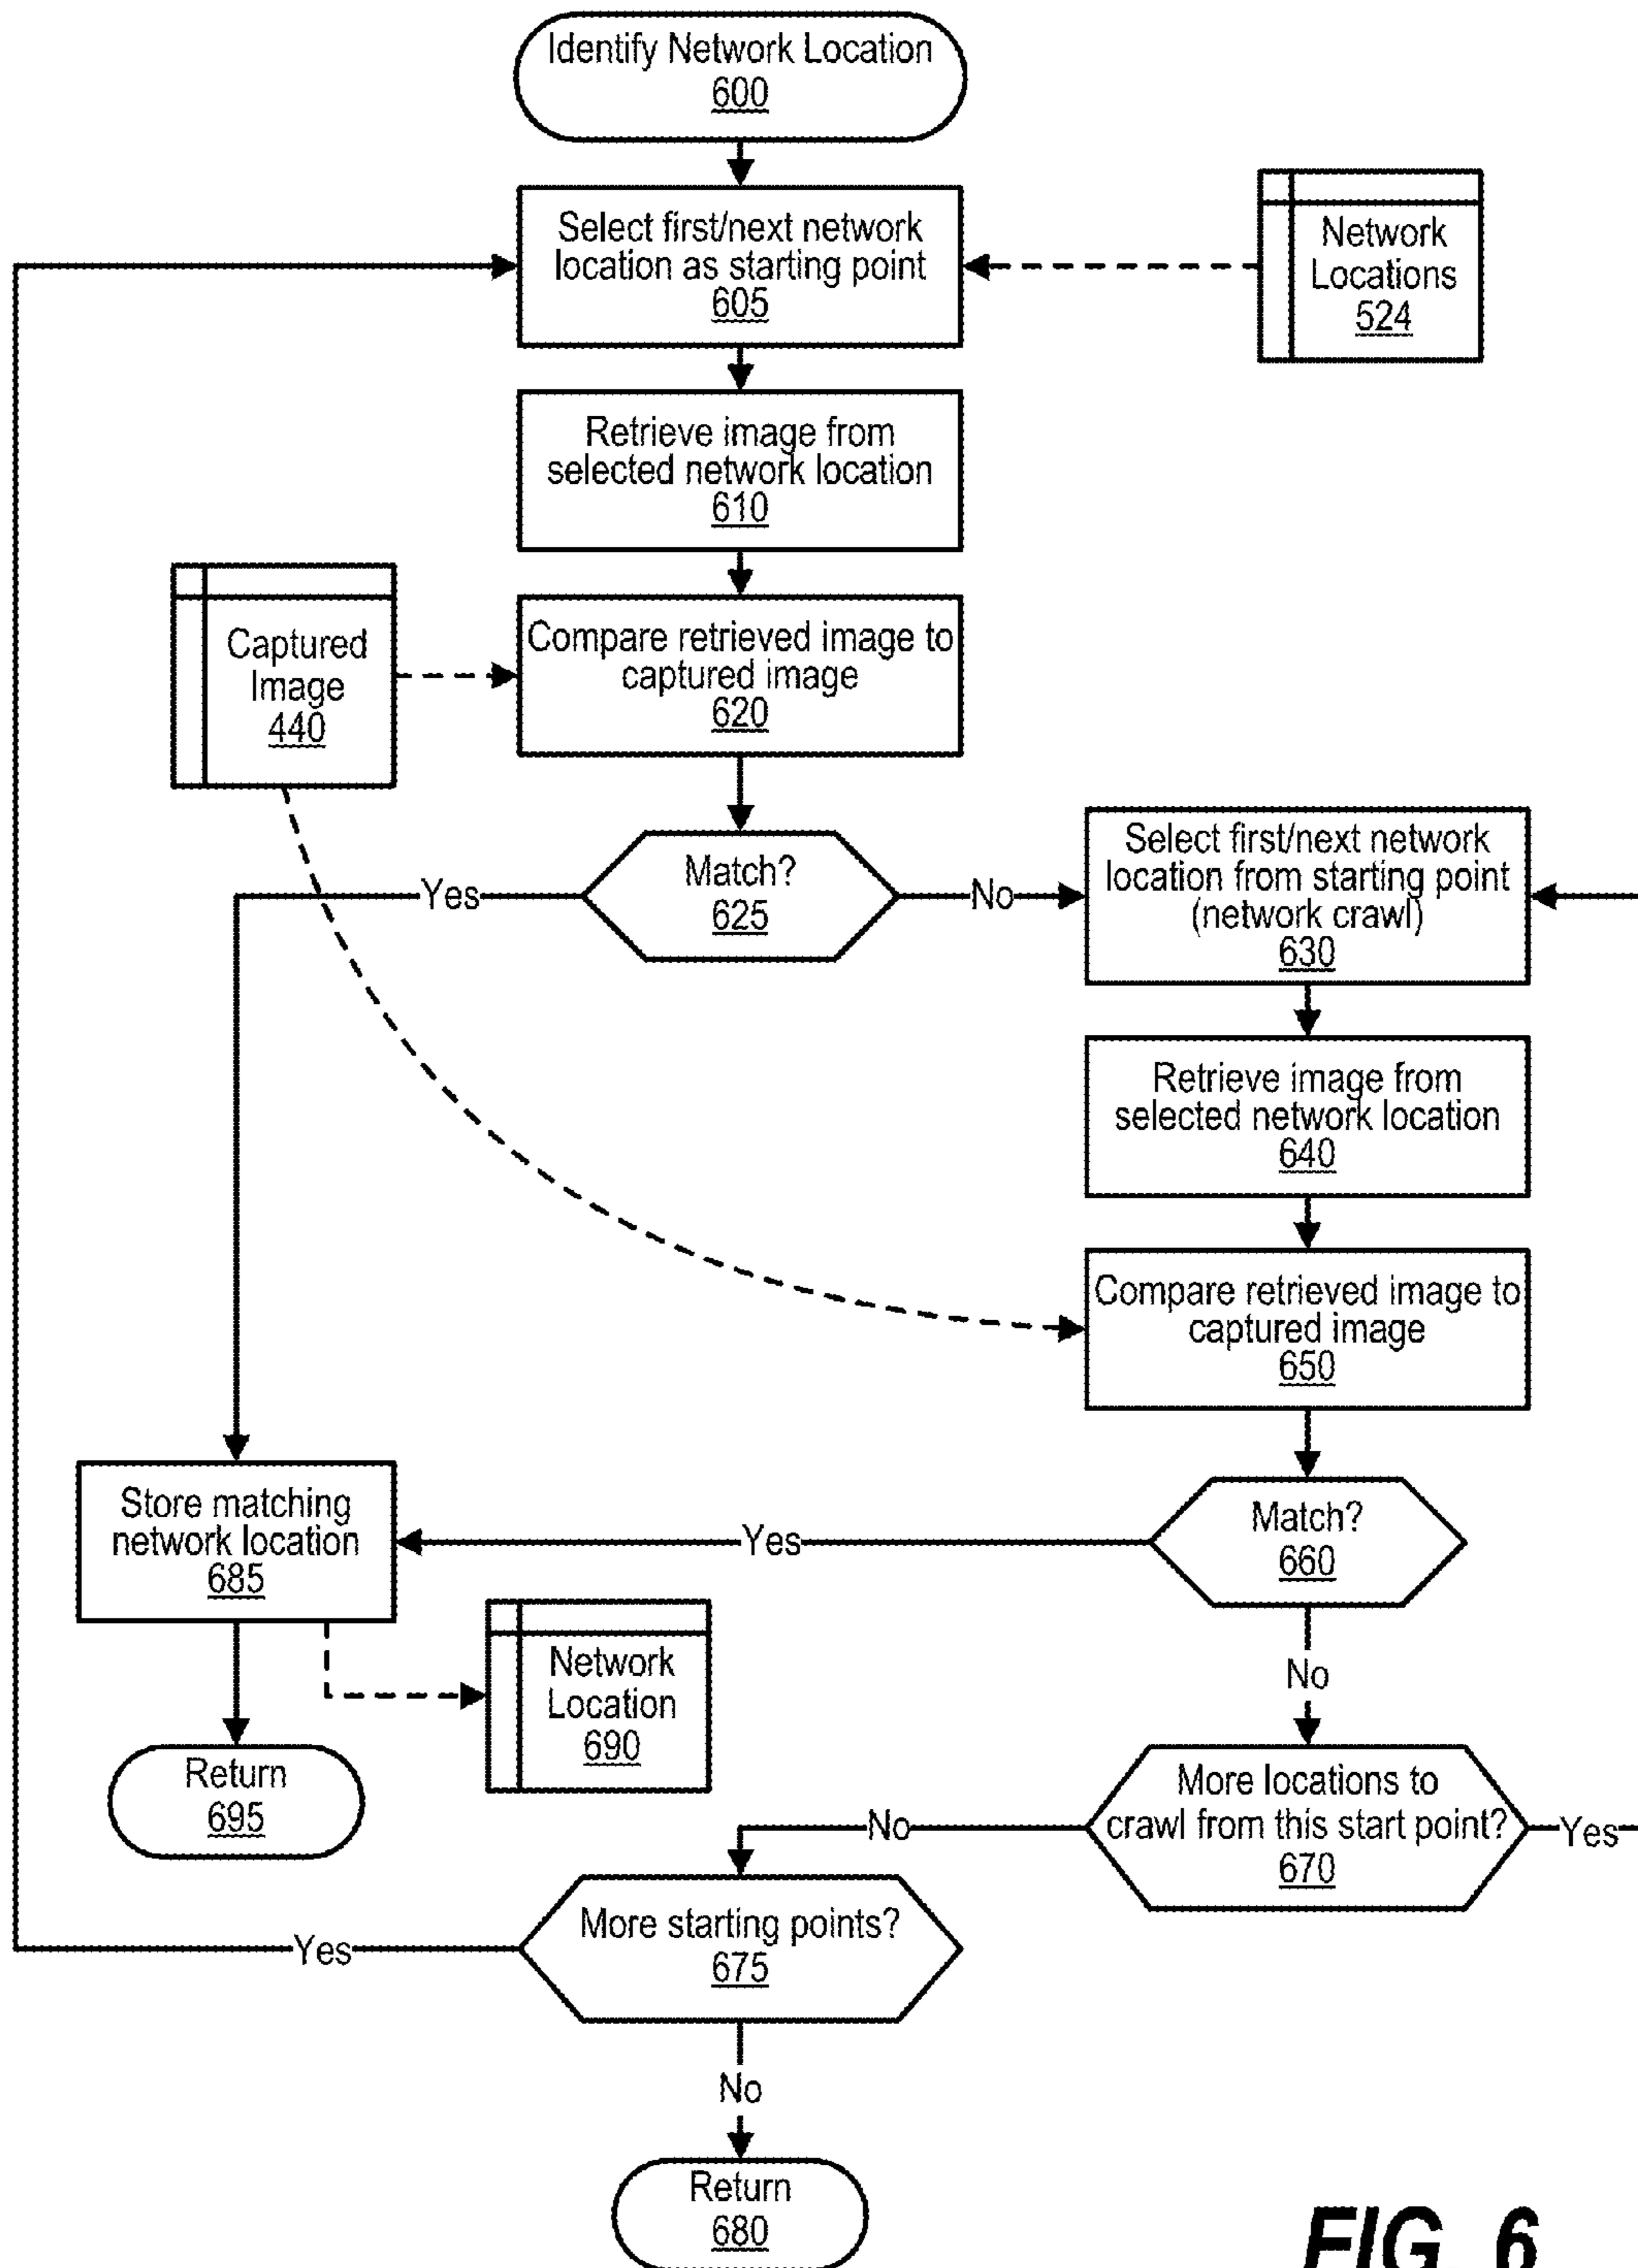 Identify Network Location
600
Select first/next network
location as starting point
605
Network
Locations
524
Retrieve image from
selected network location
610
Captured
Image
440
Compare retrieved image to
captured image
620
Match?
625
Yes
No
Select first/next network
location from starting point
(network crawl)
630
Retrieve image from
selected network location
640
Compare retrieved image to
captured image
650
Match?
660
Yes
No
Store matching
network location
685
Network
Location
690
Return
695
More locations to
crawl from this start point?
670
Yes
No
More starting points?
675
Yes
No
Return
680
FIG. 6